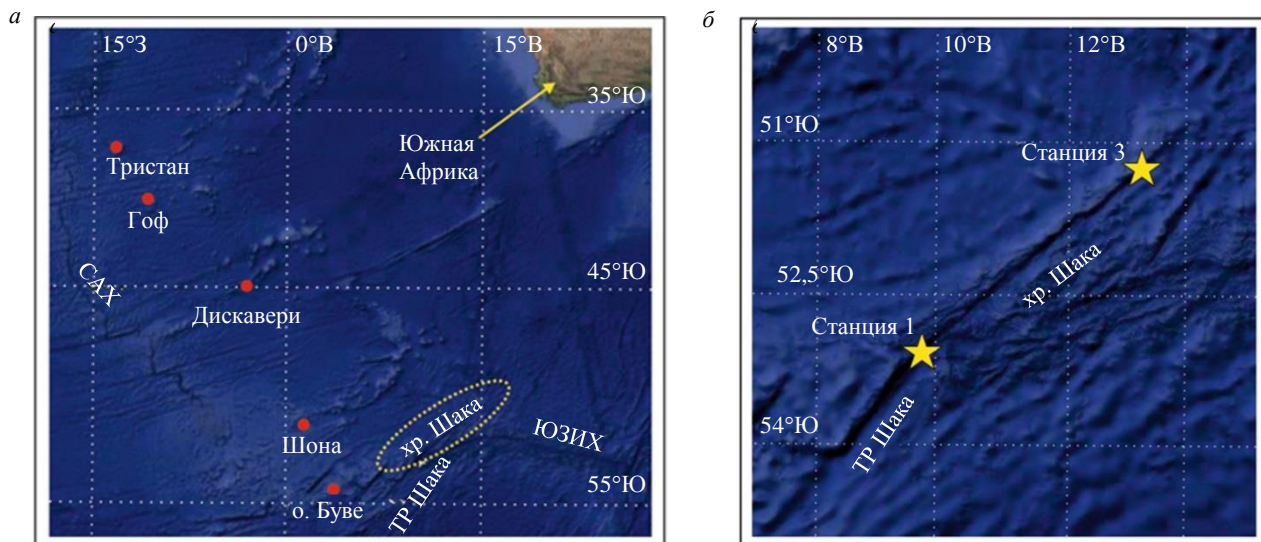 а
15°З
0°В
15°В
35°Ю
Южная
Африка
Тристан
Гоф
САХ
45°Ю
Дискавери
хр. Шака
Шона
ЮЗИХ
ТР Шака
о. Буве
55°Ю
б
8°В
10°В
12°В
51°Ю
Станция 3
хр. Шака
52,5°Ю
Станция 1
54°Ю
ТР Шака